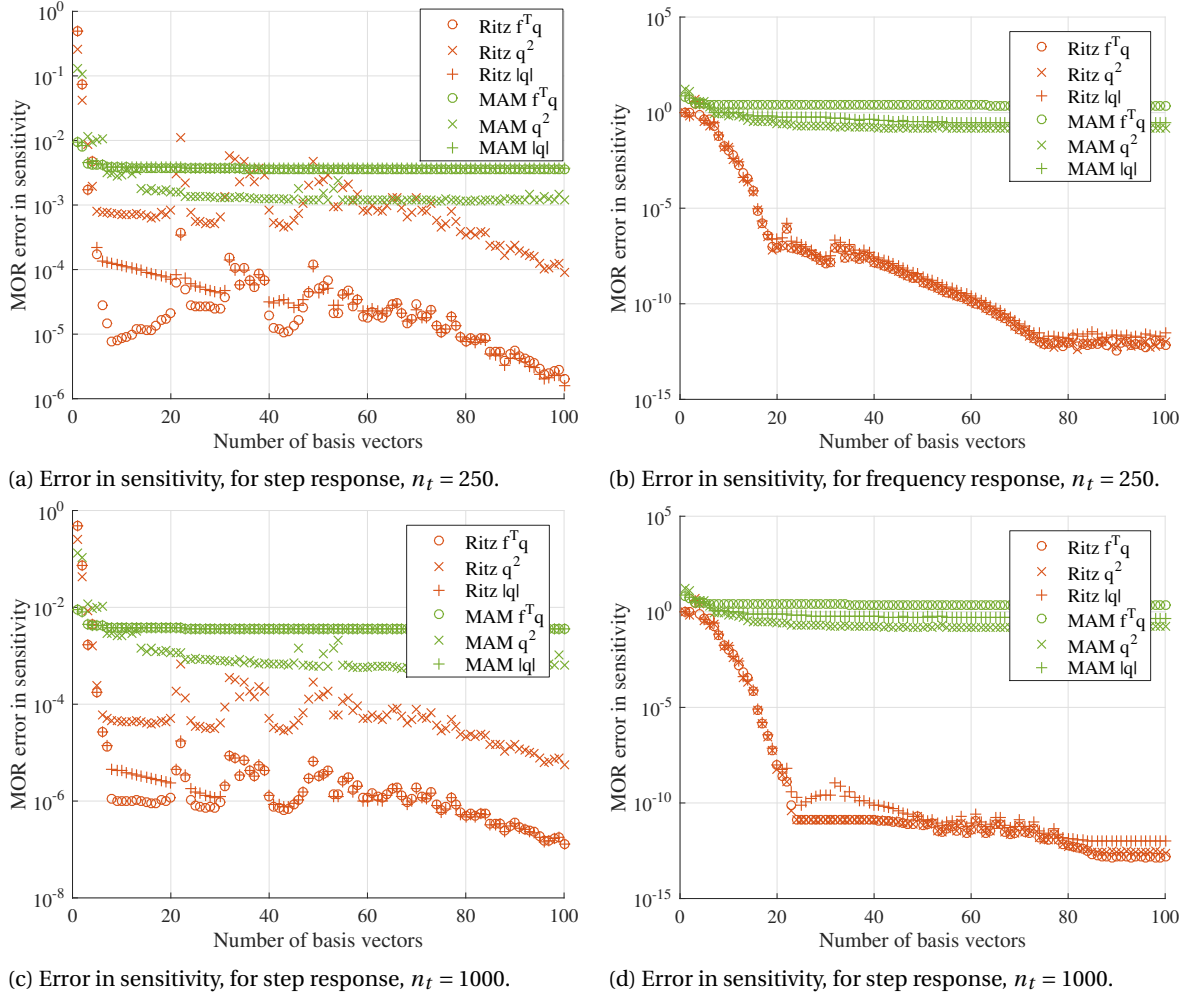 10^0
10^-1
10^-2
10^-3
10^-4
10^-5
10^-6
MOR error in sensitivity
0 20 40 60 80 100
Number of basis vectors
Ritz f^Tq
Ritz q^2
Ritz |q|
MAM f^Tq
MAM q^2
MAM |q|
(a) Error in sensitivity, for step response, n_t = 250.
10^5
10^0
10^-5
10^-10
10^-15
MOR error in sensitivity
0 20 40 60 80 100
Number of basis vectors
Ritz f^Tq
Ritz q^2
Ritz |q|
MAM f^Tq
MAM q^2
MAM |q|
(b) Error in sensitivity, for frequency response, n_t = 250.
10^0
10^-2
10^-4
10^-6
10^-8
MOR error in sensitivity
0 20 40 60 80 100
Number of basis vectors
Ritz f^Tq
Ritz q^2
Ritz |q|
MAM f^Tq
MAM q^2
MAM |q|
(c) Error in sensitivity, for step response, n_t = 1000.
10^5
10^0
10^-5
10^-10
10^-15
MOR error in sensitivity
0 20 40 60 80 100
Number of basis vectors
Ritz f^Tq
Ritz q^2
Ritz |q|
MAM f^Tq
MAM q^2
MAM |q|
(d) Error in sensitivity, for step response, n_t = 1000.